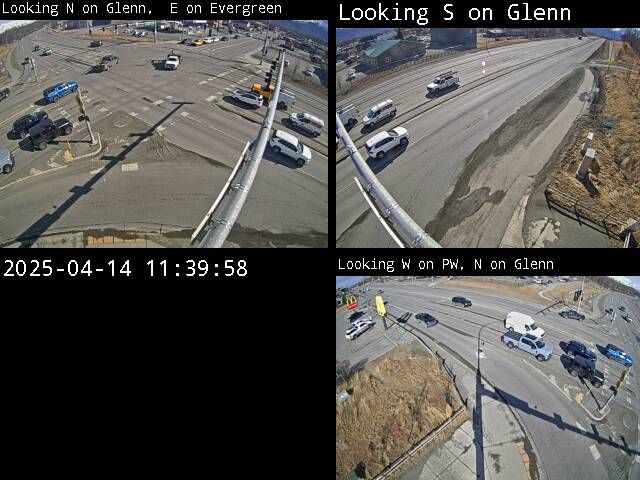 Looking N on Glenn,  E on Evergreen
Looking S on Glenn
2025-04-14 11:39:58
Looking W on PW, N on Glenn